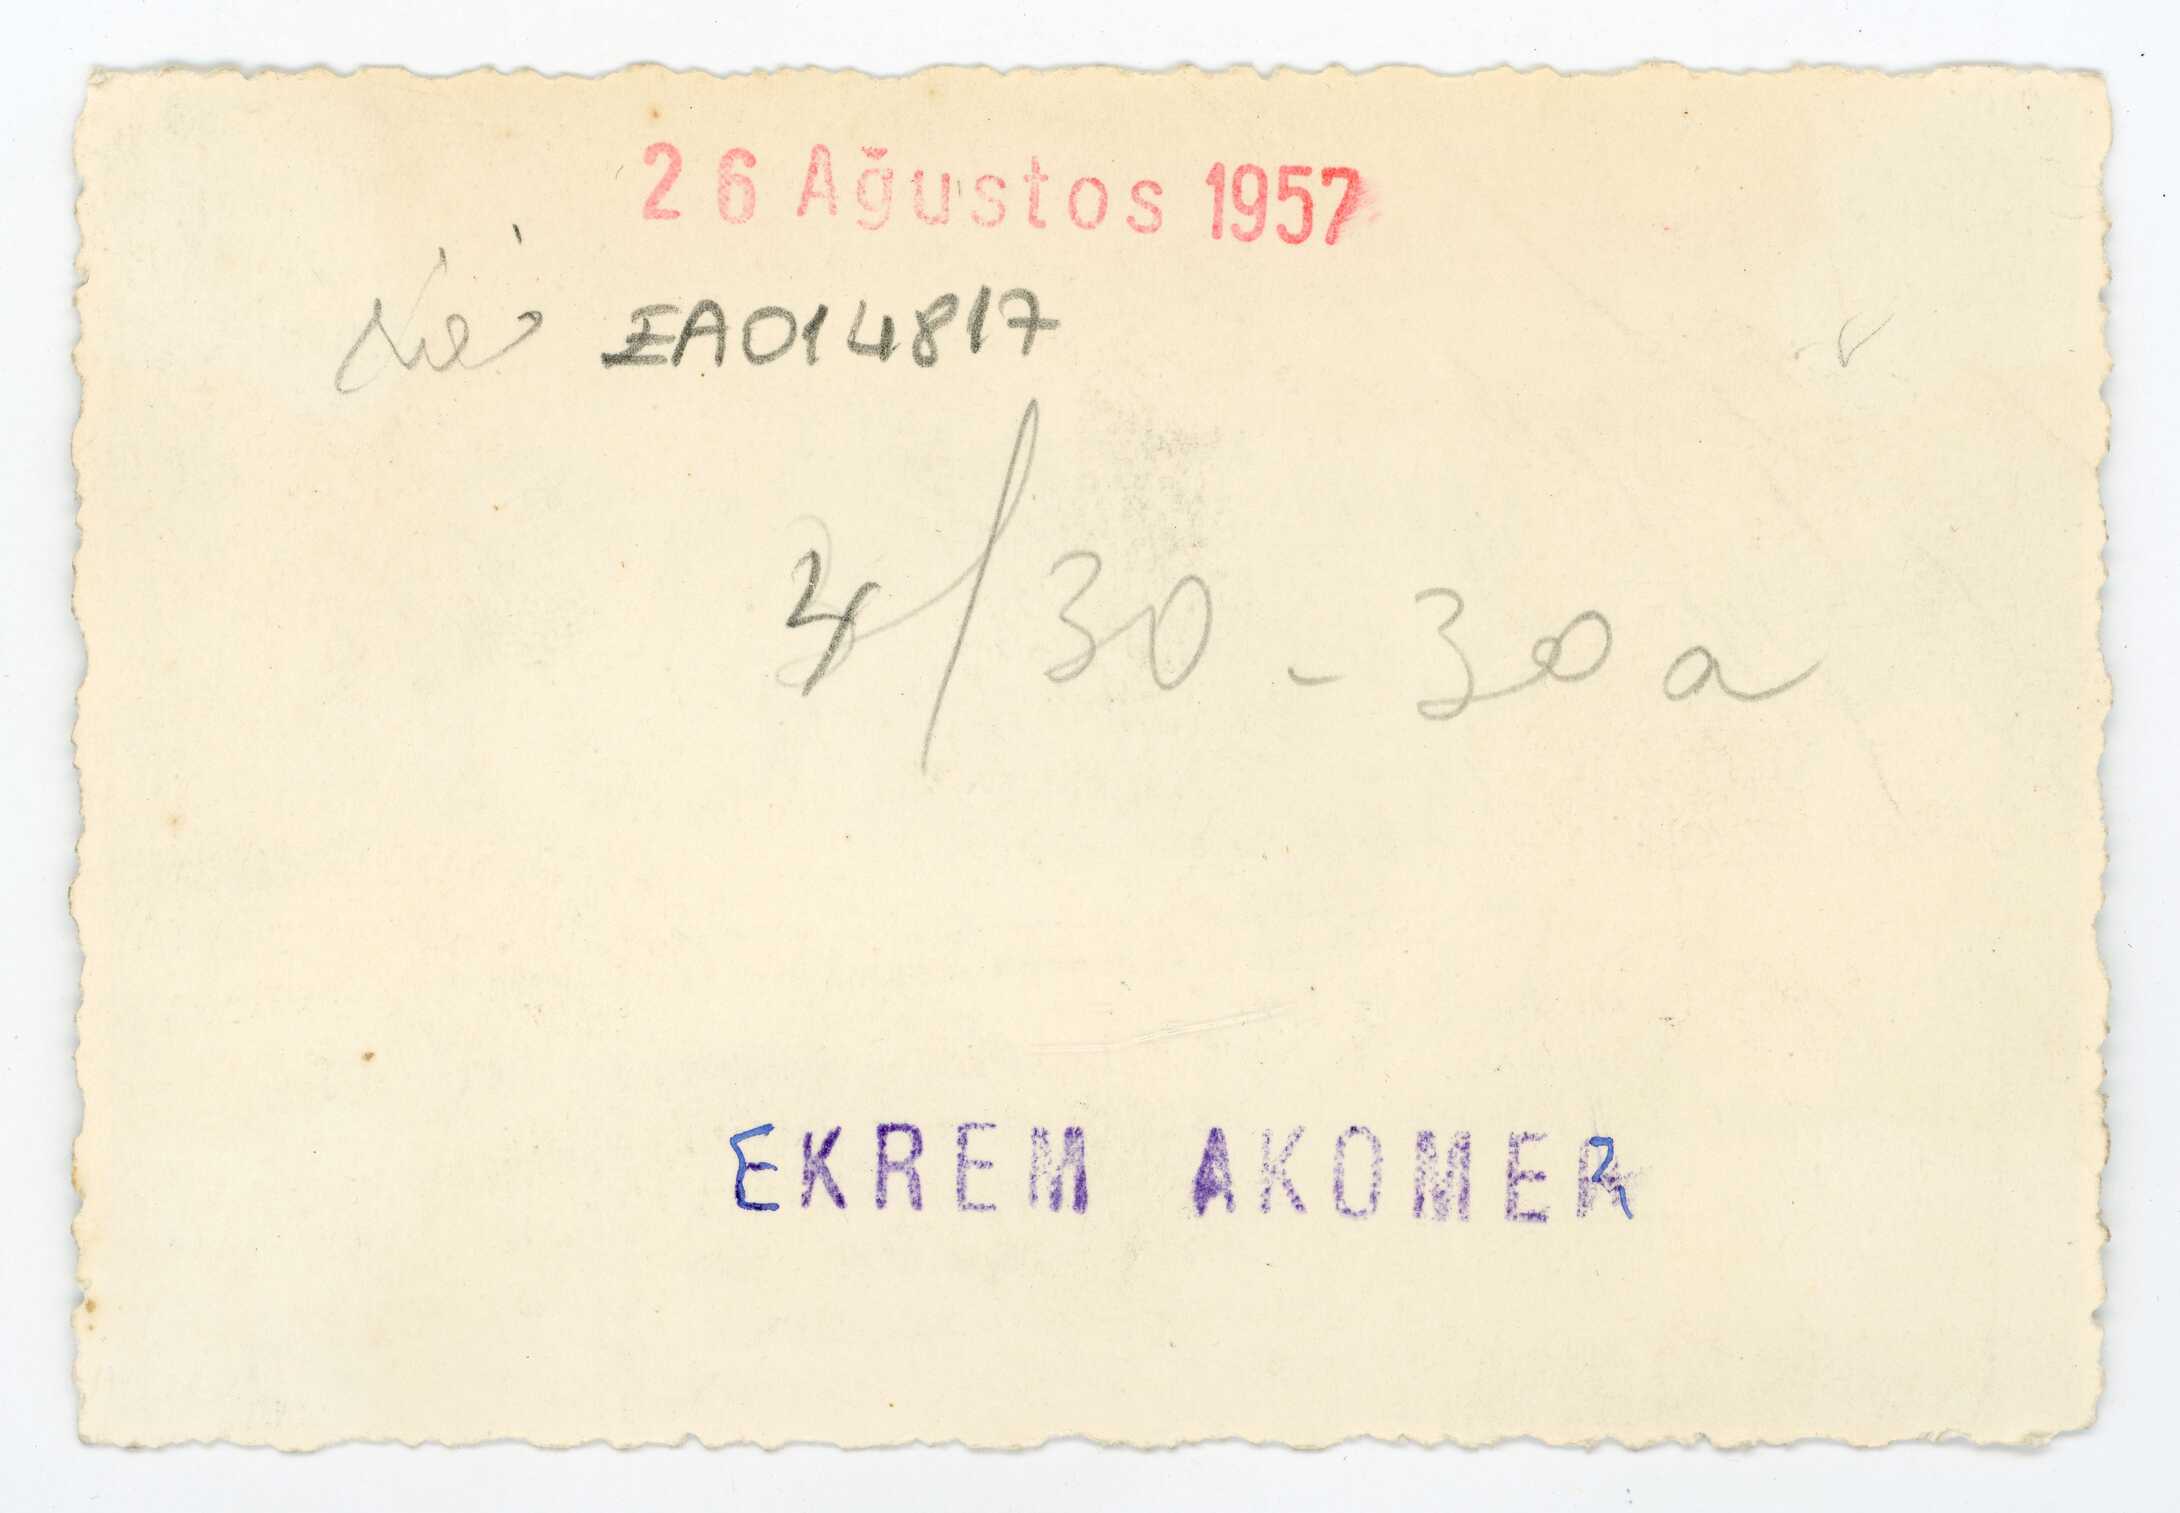 26 Ağustos 1957
EA014817
4/30-30a
EKREM AKOMER